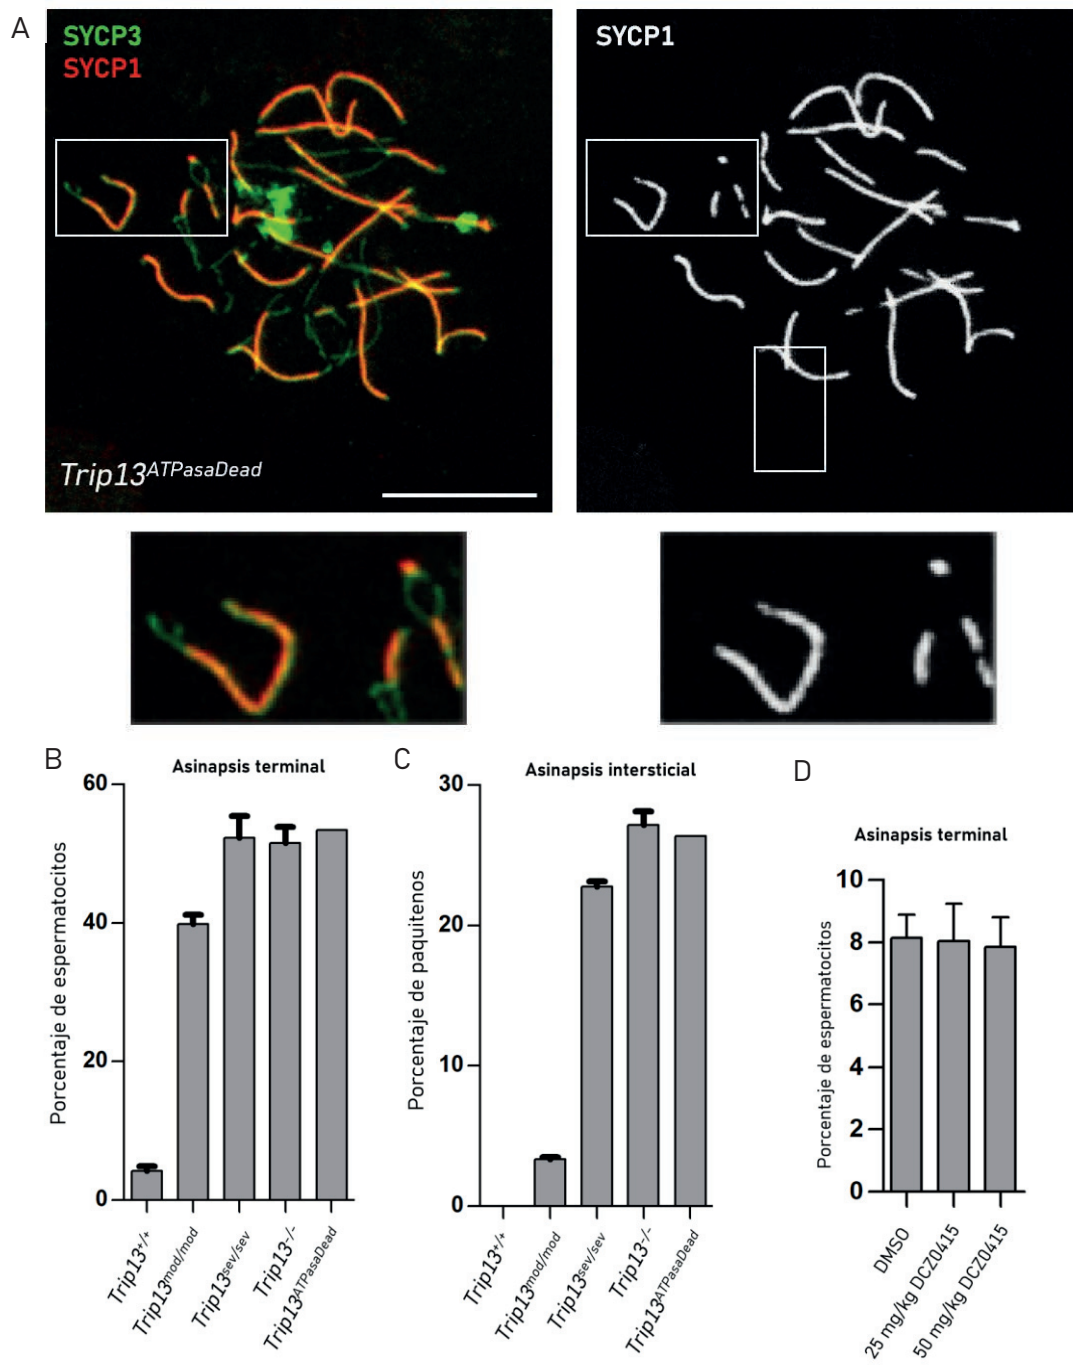 A
SYCP3
SYCP1
SYCP1
Trip13ATPasaDead
B
Asinapsis terminal
Porcentaje de espermatocitos
60
40
20
0
Trip13+/+
Trip13mod/mod
Trip13sev/sev
Trip13-/-
Trip13ATPasaDead
C
Asinapsis intersticial
Porcentaje de paquitenos
30
20
10
0
Trip13+/+
Trip13mod/mod
Trip13sev/sev
Trip13-/-
Trip13ATPasaDead
D
Asinapsis terminal
Porcentaje de espermatocitos
10
8
6
4
2
0
DMSO
25 mg/kg DCZ0415
50 mg/kg DCZ0415